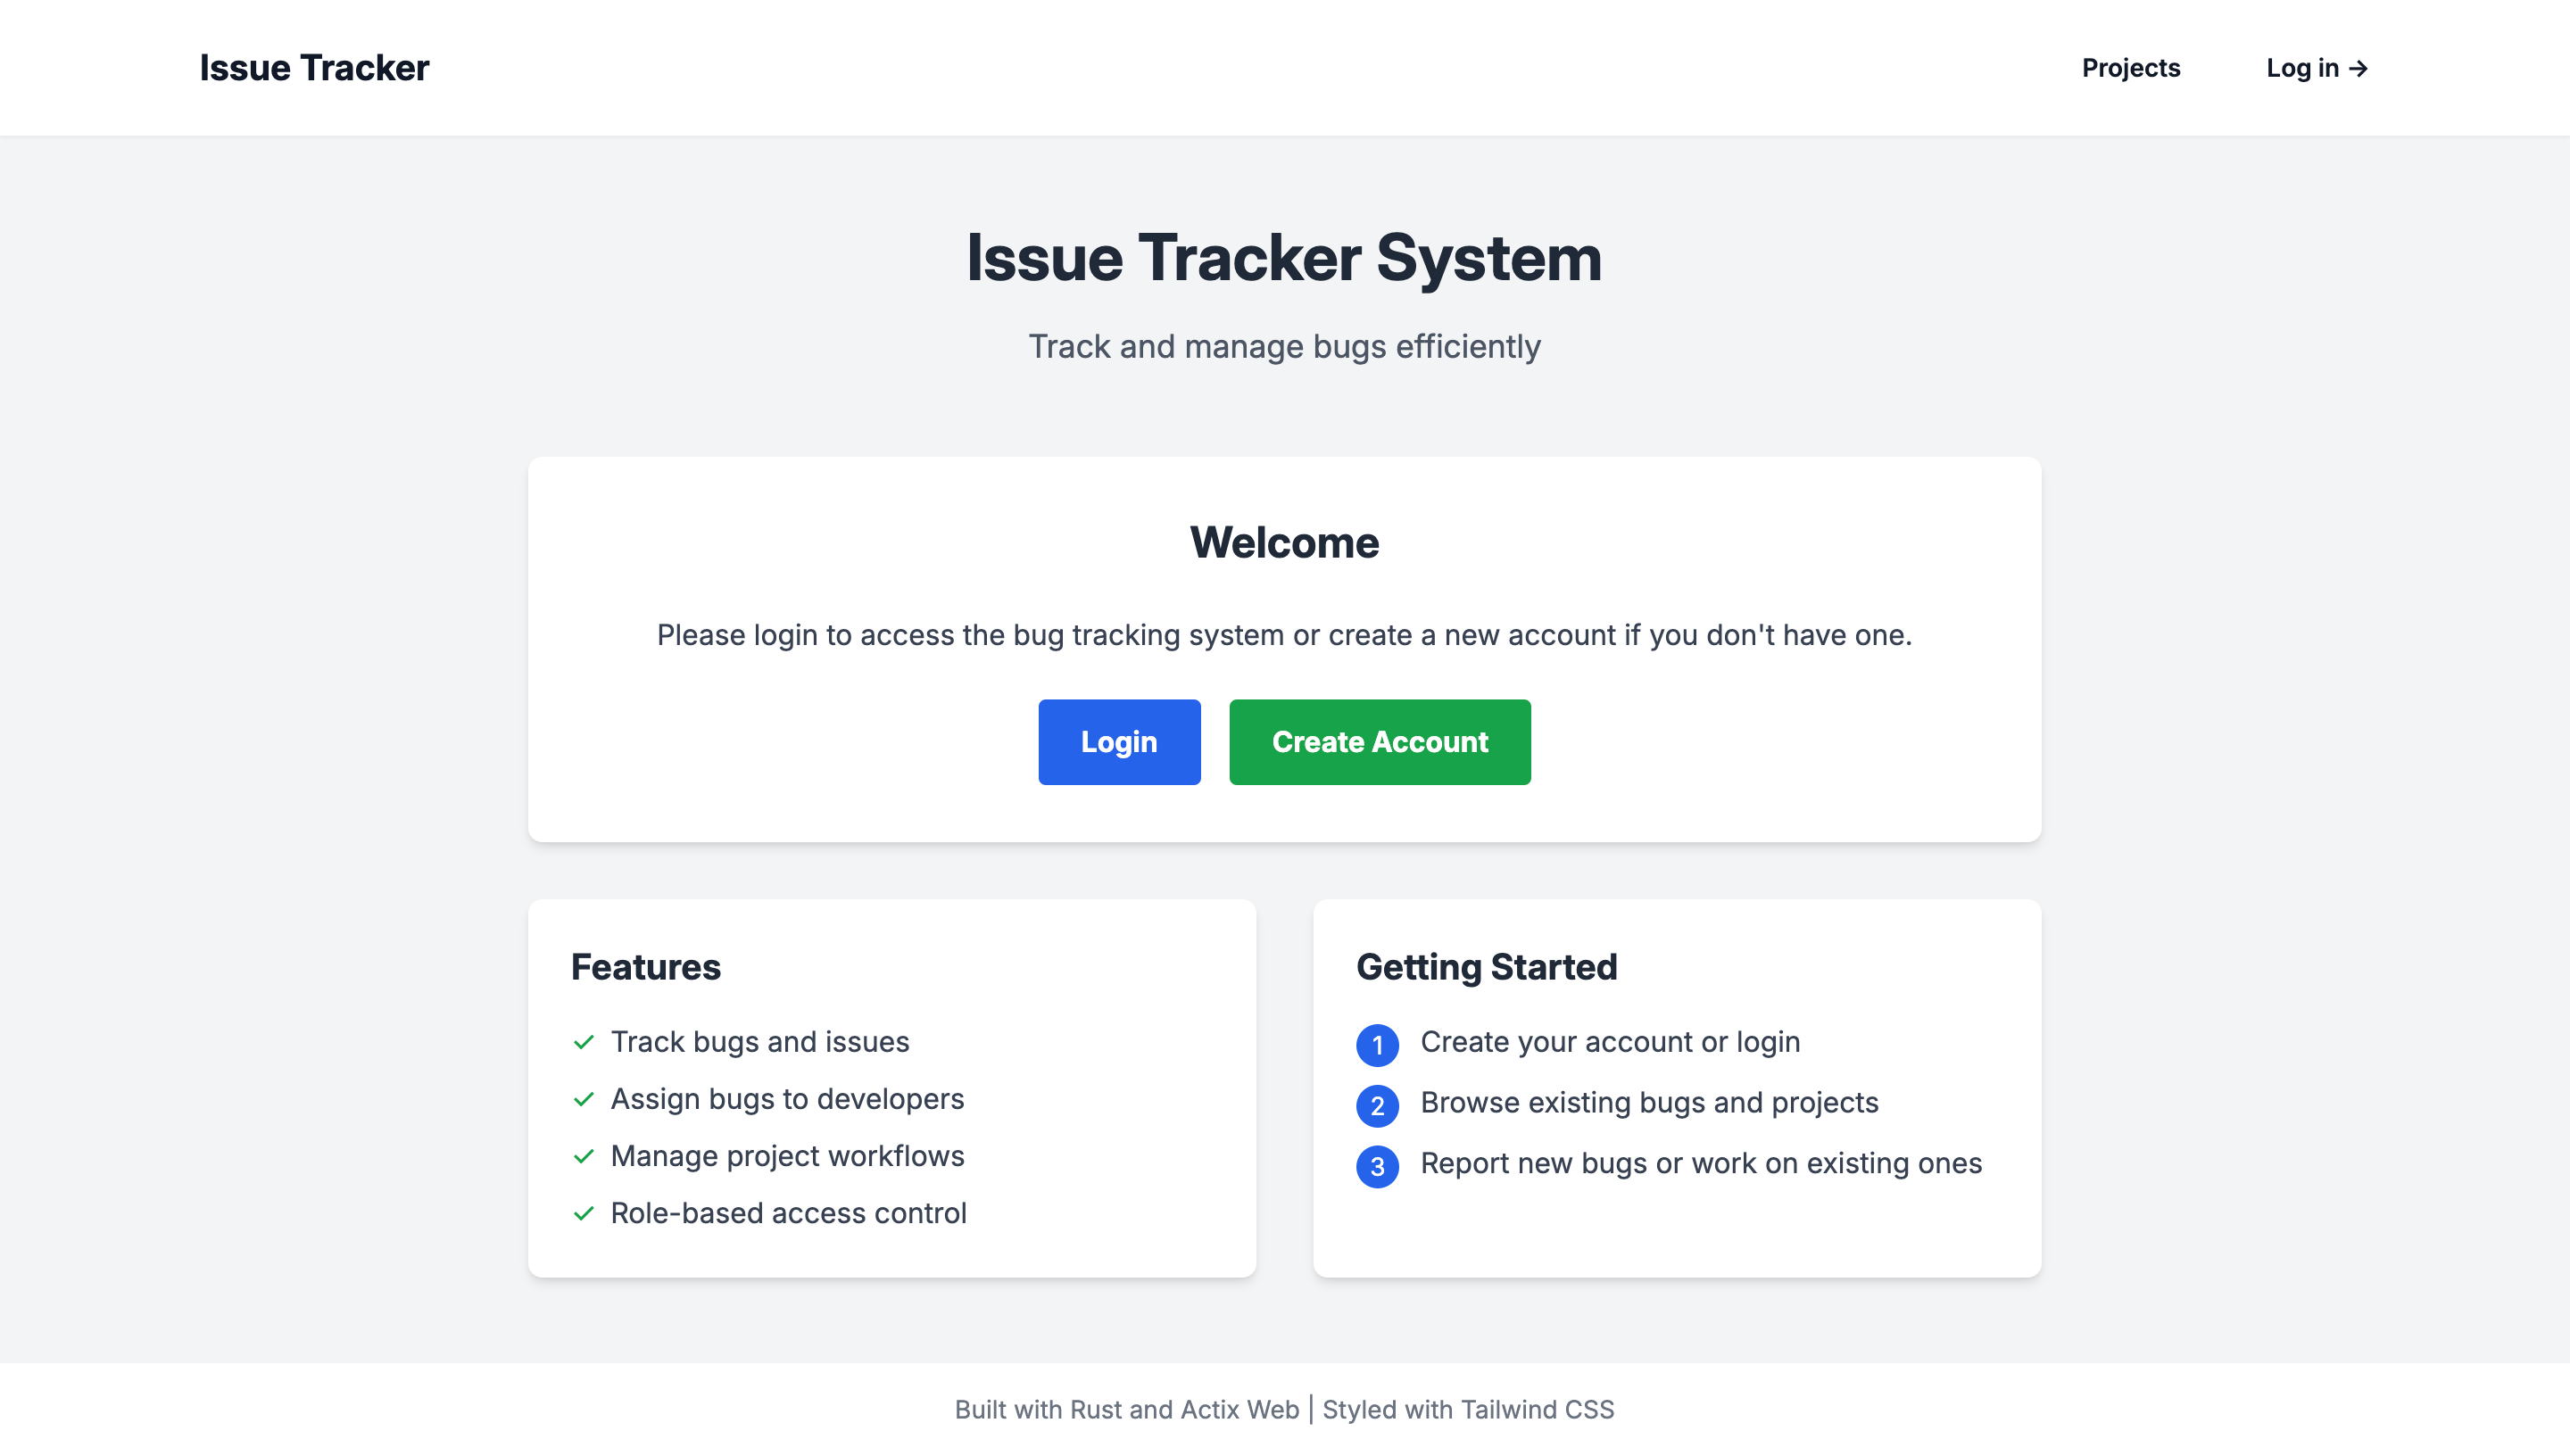 Issue Tracker
Projects
Log in →
Issue Tracker System
Track and manage bugs efficiently
Welcome
Please login to access the bug tracking system or create a new account if you don't have one.
Login
Create Account
Features
✓ Track bugs and issues
✓ Assign bugs to developers
✓ Manage project workflows
✓ Role-based access control
Getting Started
1 Create your account or login
2 Browse existing bugs and projects
3 Report new bugs or work on existing ones
Built with Rust and Actix Web | Styled with Tailwind CSS